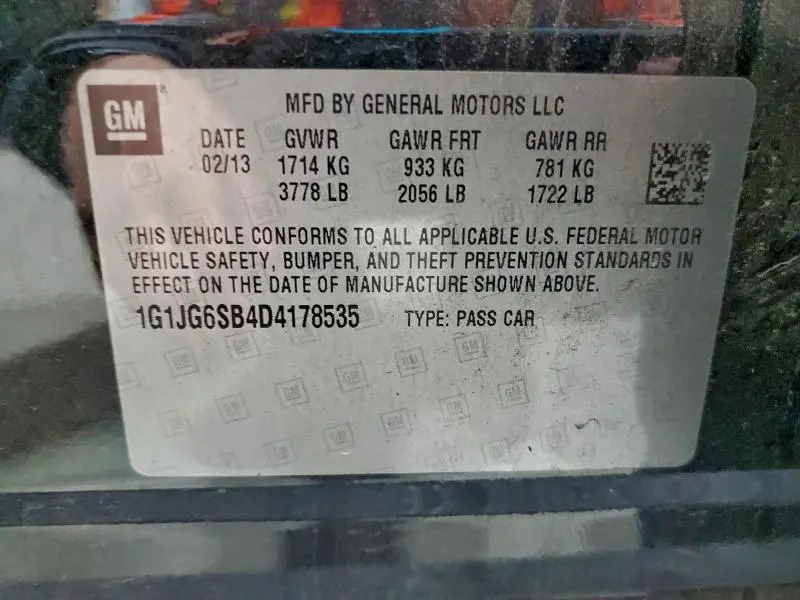 GM
MFD BY GENERAL MOTORS LLC
DATE GVWR GAWR FRT GAWR RR
02/13 1714 KG 933 KG 781 KG
3778 LB 2056 LB 1722 LB
THIS VEHICLE CONFORMS TO ALL APPLICABLE U.S. FEDERAL MOTOR
VEHICLE SAFETY, BUMPER, AND THEFT PREVENTION STANDARDS IN
EFFECT ON THE DATE OF MANUFACTURE SHOWN ABOVE.
1G1JG6SB4D4178535 TYPE: PASS CAR